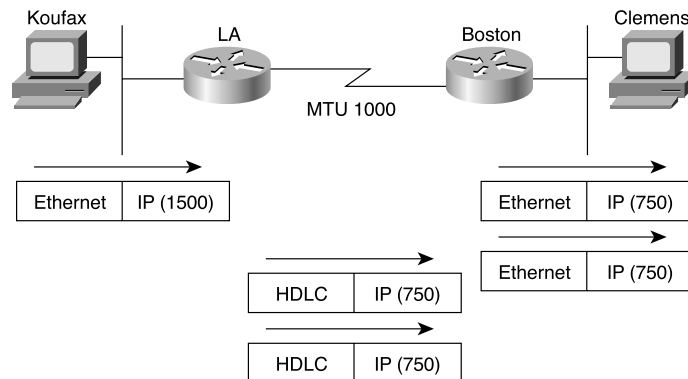 Koufax
LA
Boston
Clemens
MTU 1000
Ethernet IP (1500)
Ethernet IP (750)
Ethernet IP (750)
HDLC IP (750)
HDLC IP (750)